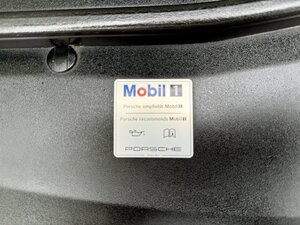 Mobil 1
Porsche empfiehlt Mobil 1
Porsche recommends Mobil 1
PORSCHE